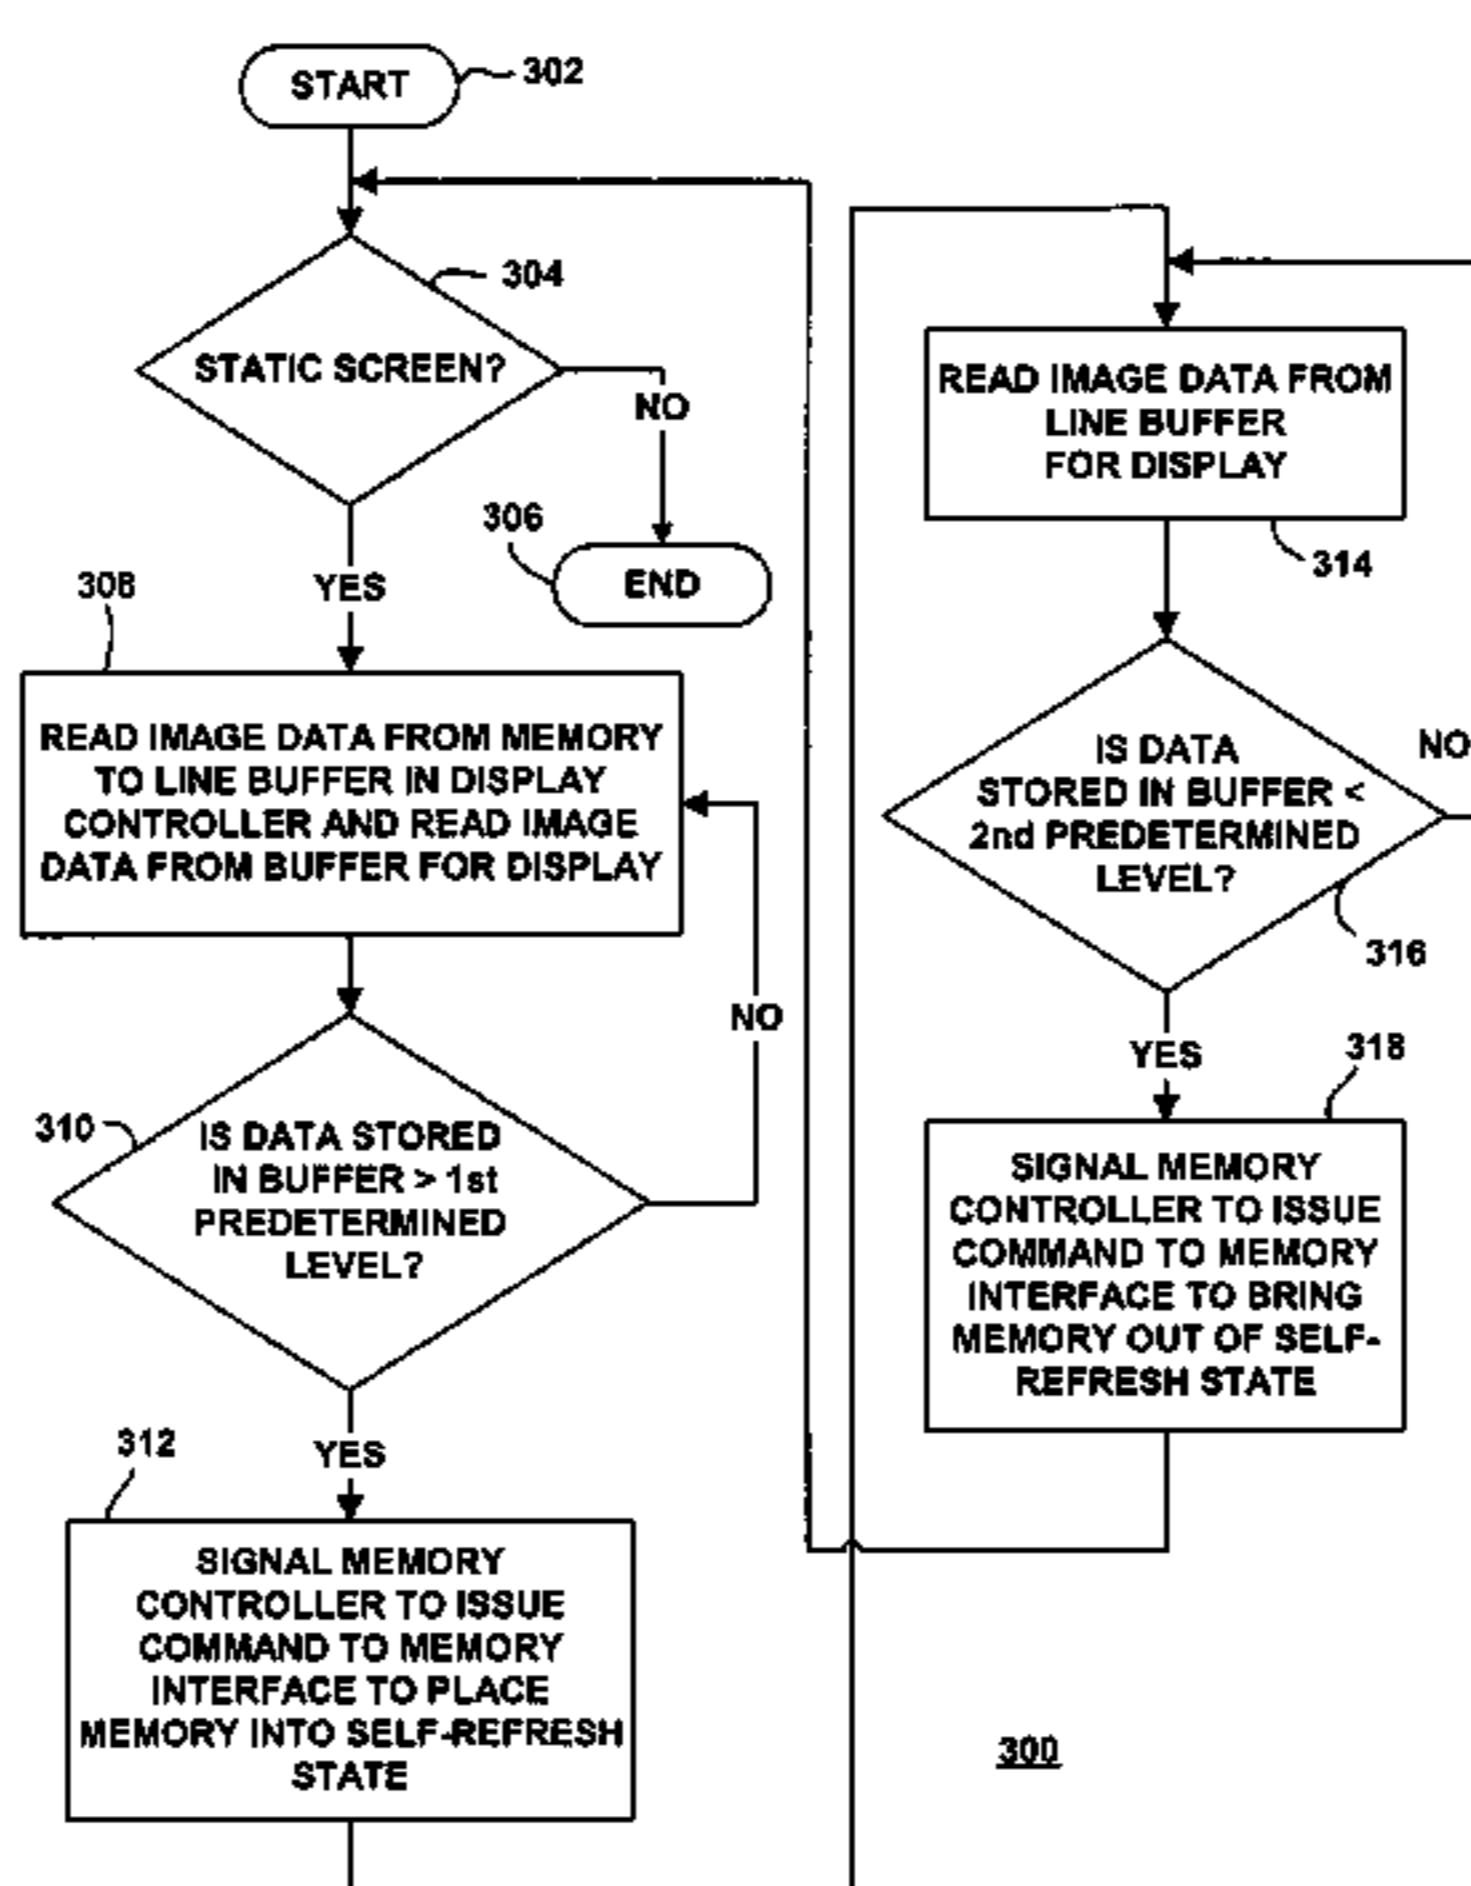 START
302
304
STATIC SCREEN?
NO
306
END
YES
308
READ IMAGE DATA FROM MEMORY
TO LINE BUFFER IN DISPLAY
CONTROLLER AND READ IMAGE
DATA FROM BUFFER FOR DISPLAY
NO
310
IS DATA STORED
IN BUFFER > 1st
PREDETERMINED
LEVEL?
YES
312
SIGNAL MEMORY
CONTROLLER TO ISSUE
COMMAND TO MEMORY
INTERFACE TO PLACE
MEMORY INTO SELF-REFRESH
STATE
READ IMAGE DATA FROM
LINE BUFFER
FOR DISPLAY
314
IS DATA
STORED IN BUFFER <
2nd PREDETERMINED
LEVEL?
NO
316
YES
318
SIGNAL MEMORY
CONTROLLER TO ISSUE
COMMAND TO MEMORY
INTERFACE TO BRING
MEMORY OUT OF SELF-
REFRESH STATE
300